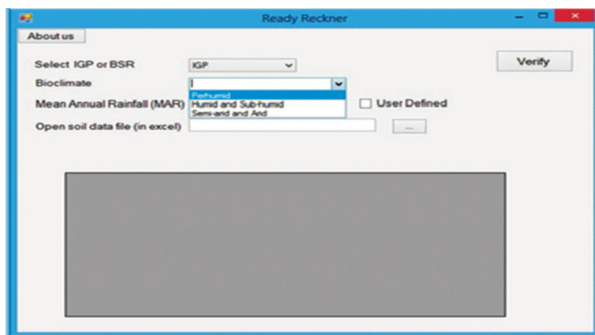 Ready Reckner
About us
Select IGP or BSR IGP Verify
Bioclimate
Perhumid
Mean Annual Rainfall (MAR) Humid and Sub-humid User Defined
Semi-arid and Arid
Open soil data file (in excel) ...